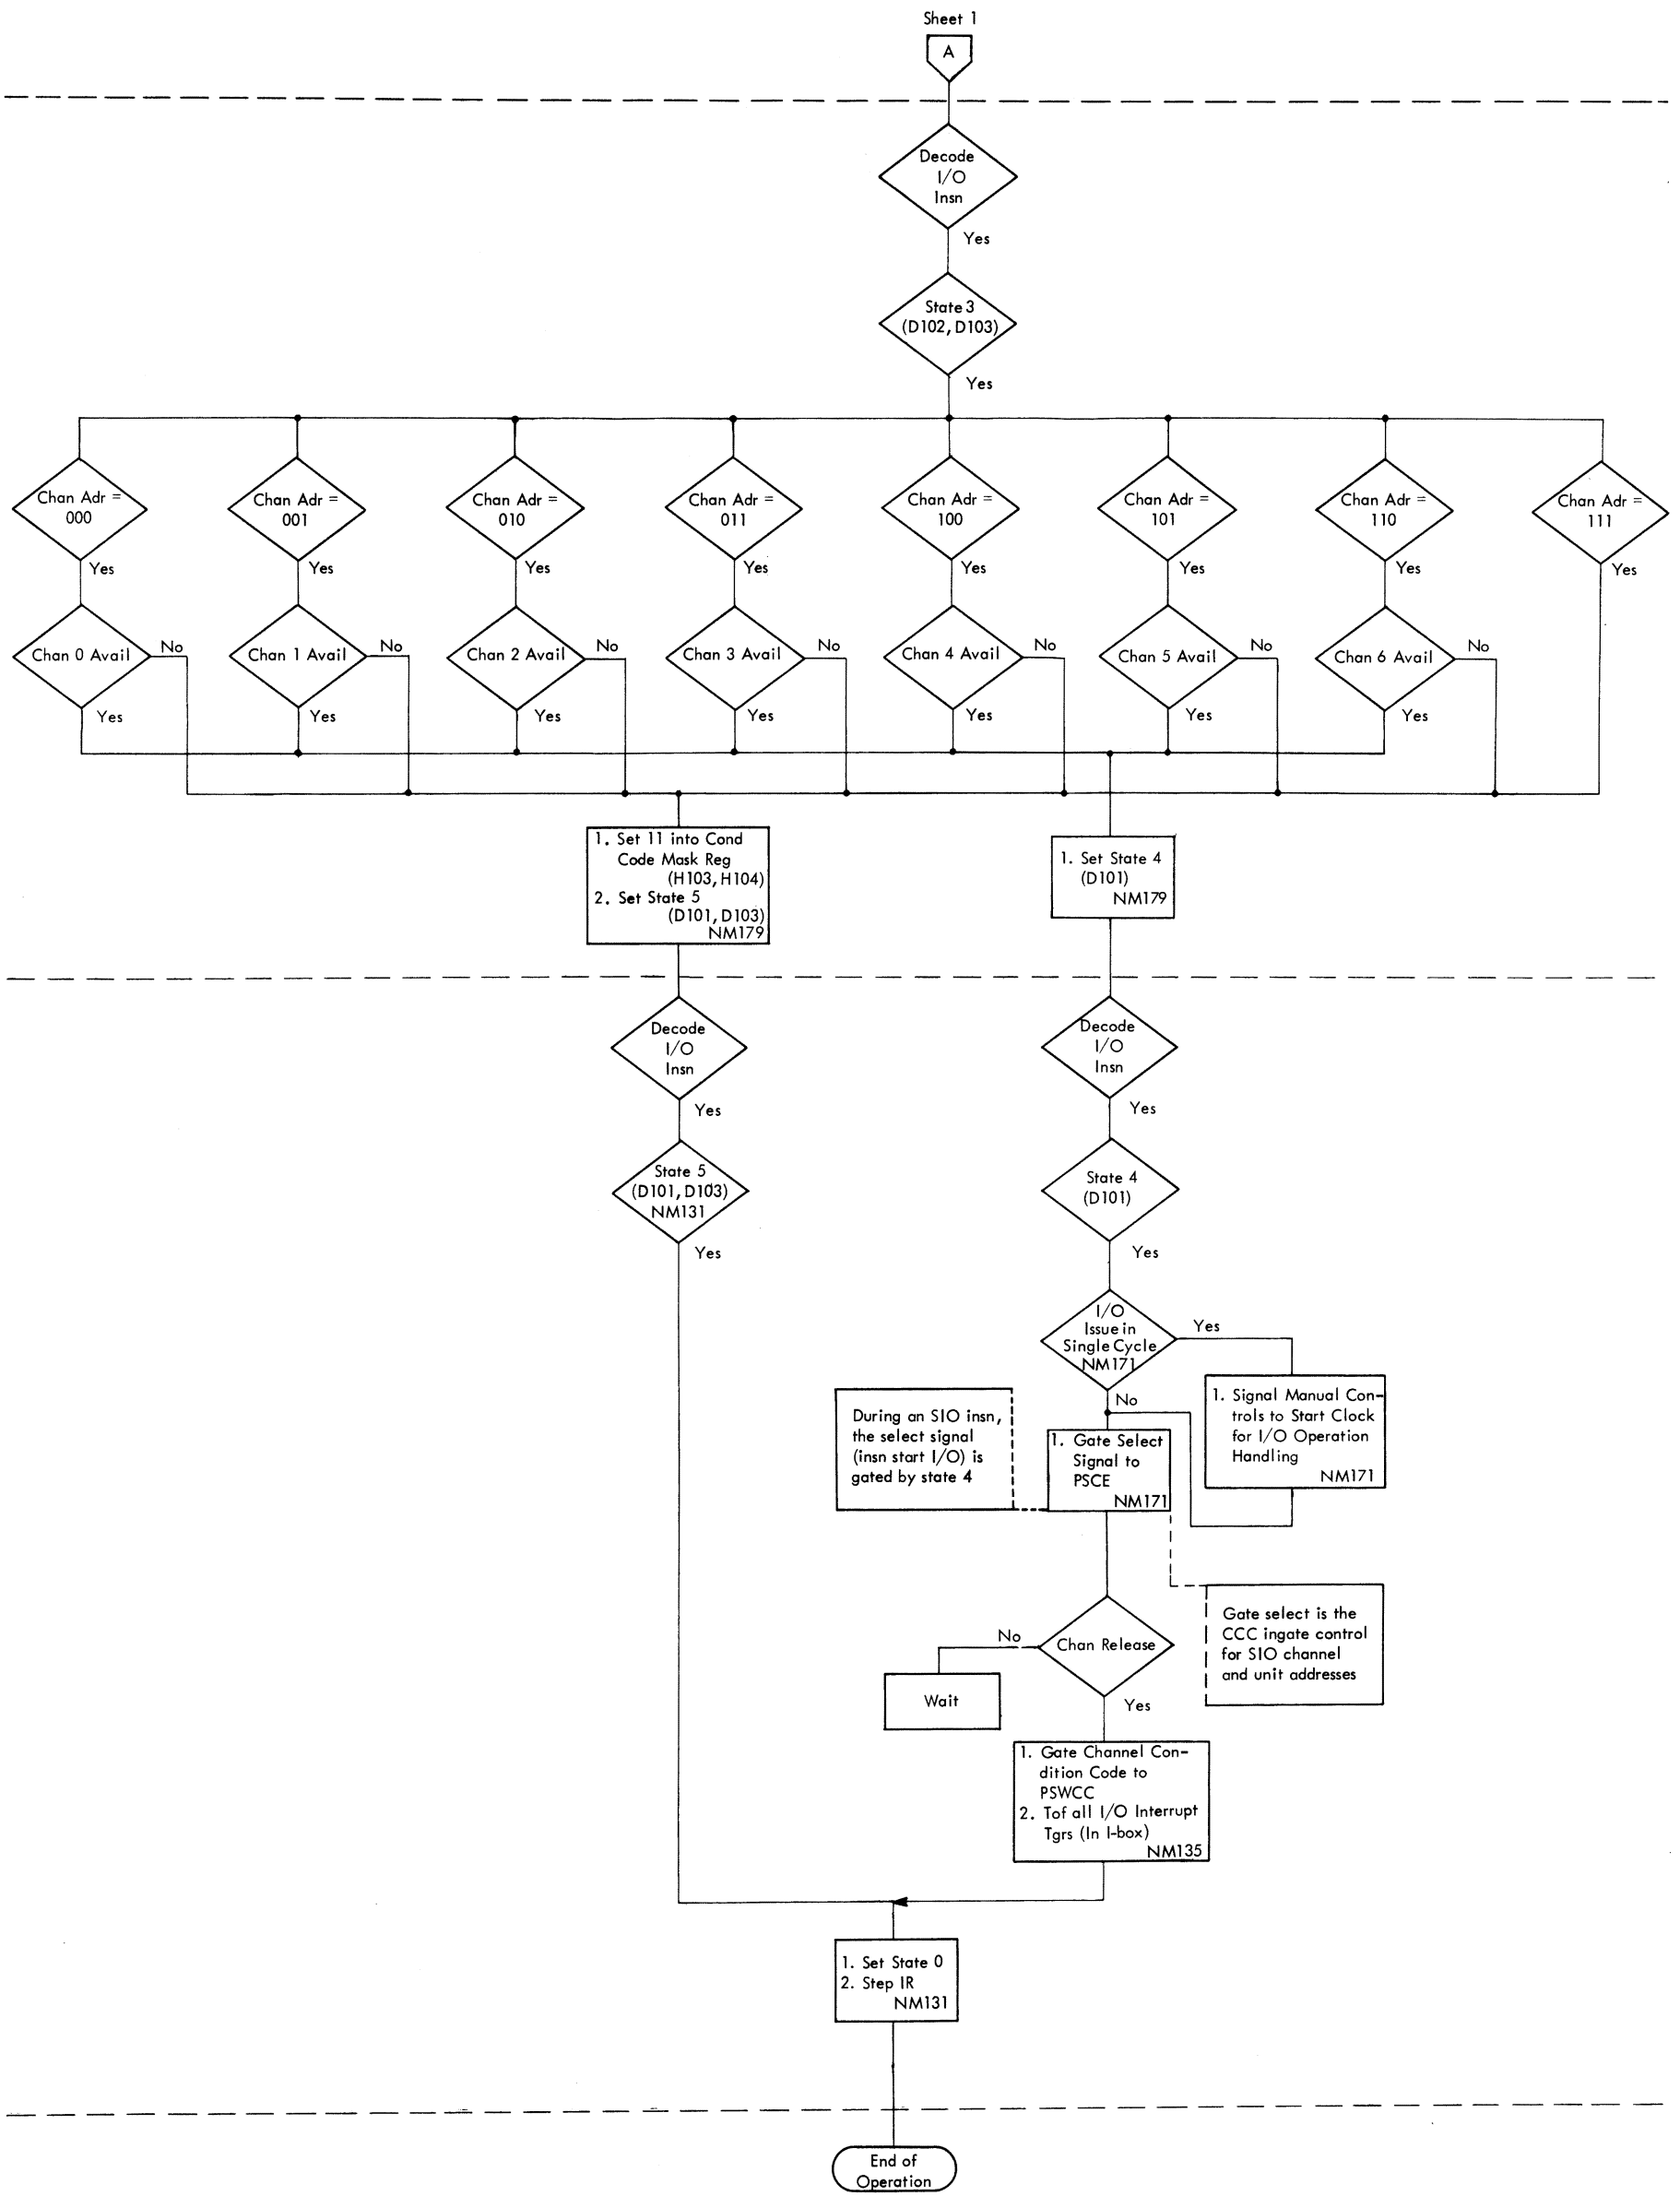 Sheet 1
A
Decode
I/O
Insn
Yes
State 3
(D102, D103)
Yes
Chan Adr =
000
Chan Adr =
001
Chan Adr =
010
Chan Adr =
011
Chan Adr =
100
Chan Adr =
101
Chan Adr =
110
Chan Adr =
111
Yes
Yes
Yes
Yes
Yes
Yes
Yes
Yes
Chan 0 Avail
No
Chan 1 Avail
No
Chan 2 Avail
No
Chan 3 Avail
No
Chan 4 Avail
No
Chan 5 Avail
No
Chan 6 Avail
No
Yes
Yes
Yes
Yes
Yes
Yes
Yes
1. Set 11 into Cond
Code Mask Reg
(H103, H104)
2. Set State 5
(D101, D103)
NM179
1. Set State 4
(D101)
NM179
Decode
I/O
Insn
Yes
State 5
(D101, D103)
NM131
Yes
Decode
I/O
Insn
Yes
State 4
(D101)
Yes
I/O
Issue in
Single Cycle
NM171
Yes
No
1. Signal Manual Con-
trols to Start Clock
for I/O Operation
Handling
NM171
During an SIO insn,
the select signal
(insn start I/O) is
gated by state 4
1. Gate Select
Signal to
PSCE
NM171
Gate select is the
CCC ingate control
for SIO channel
and unit addresses
Chan Release
No
Wait
Yes
1. Gate Channel Con-
dition Code to
PSWCC
2. Tof all I/O Interrupt
Tgrs (In I-box)
NM135
1. Set State 0
2. Step IR
NM131
End of
Operation